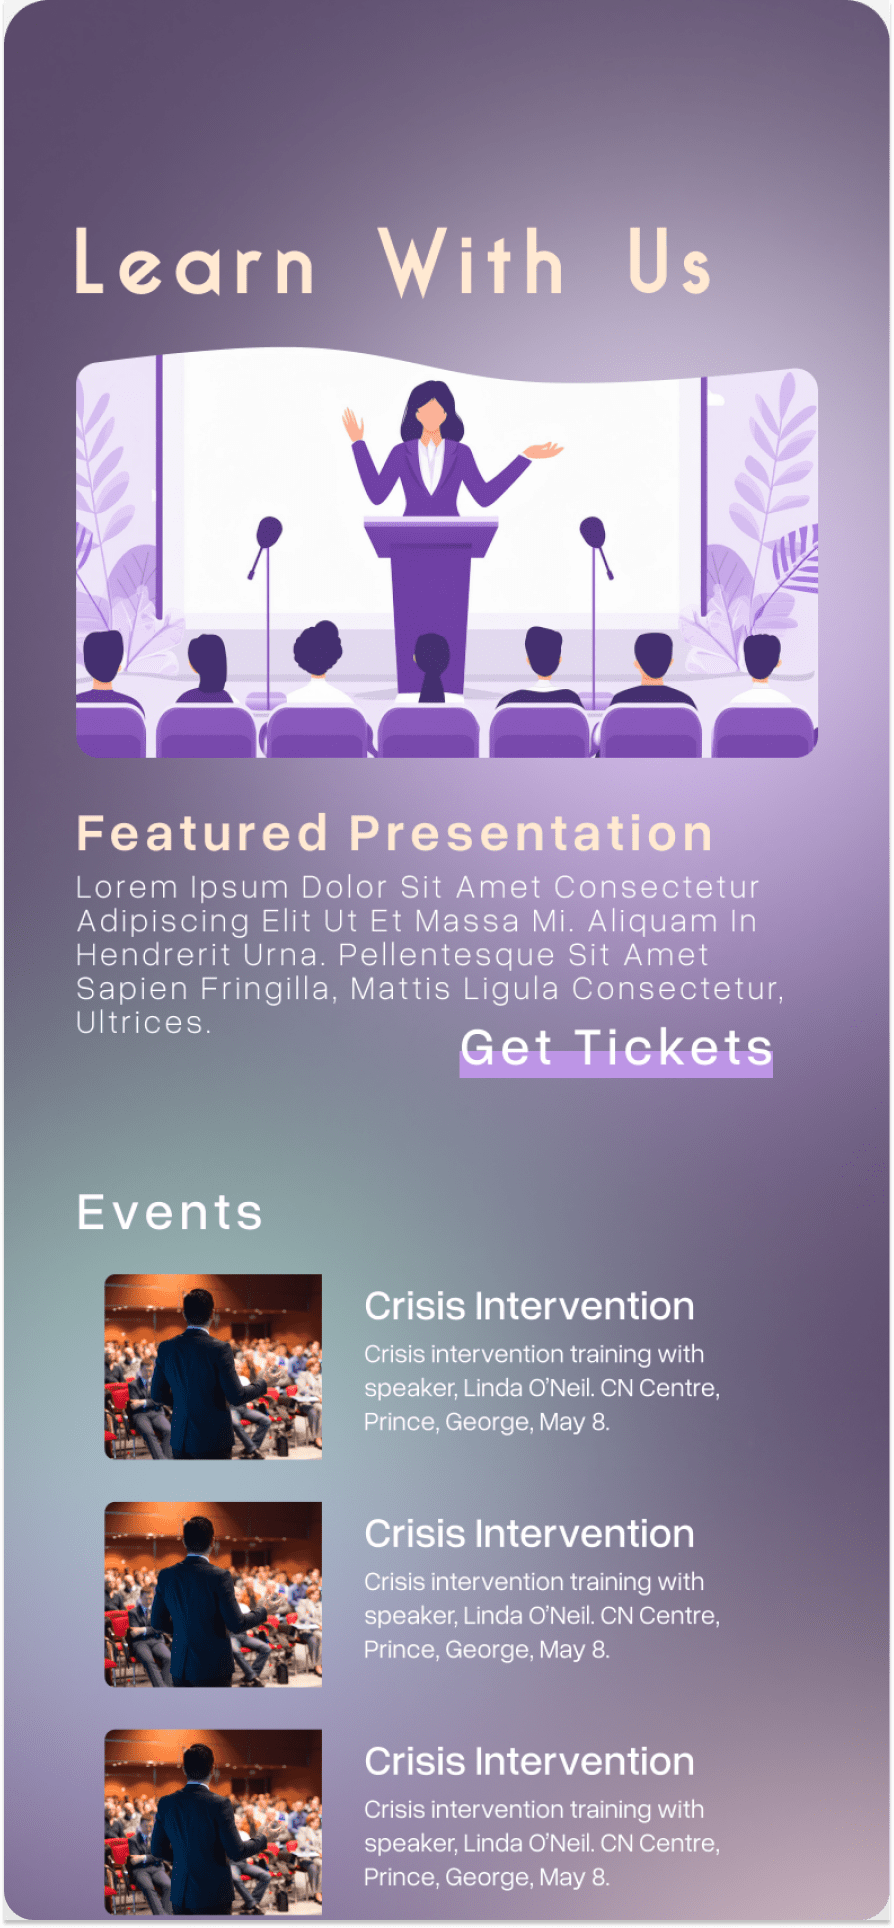 Learn With Us
Featured Presentation
Lorem Ipsum Dolor Sit Amet Consectetur
Adipiscing Elit Ut Et Massa Mi. Aliquam In
Hendrerit Urna. Pellentesque Sit Amet
Sapien Fringilla, Mattis Ligula Consectetur,
Ultrices.
Get Tickets
Events
Crisis Intervention
Crisis intervention training with
speaker, Linda O'Neil. CN Centre,
Prince, George, May 8.
Crisis Intervention
Crisis intervention training with
speaker, Linda O'Neil. CN Centre,
Prince, George, May 8.
Crisis Intervention
Crisis intervention training with
speaker, Linda O'Neil. CN Centre,
Prince, George, May 8.